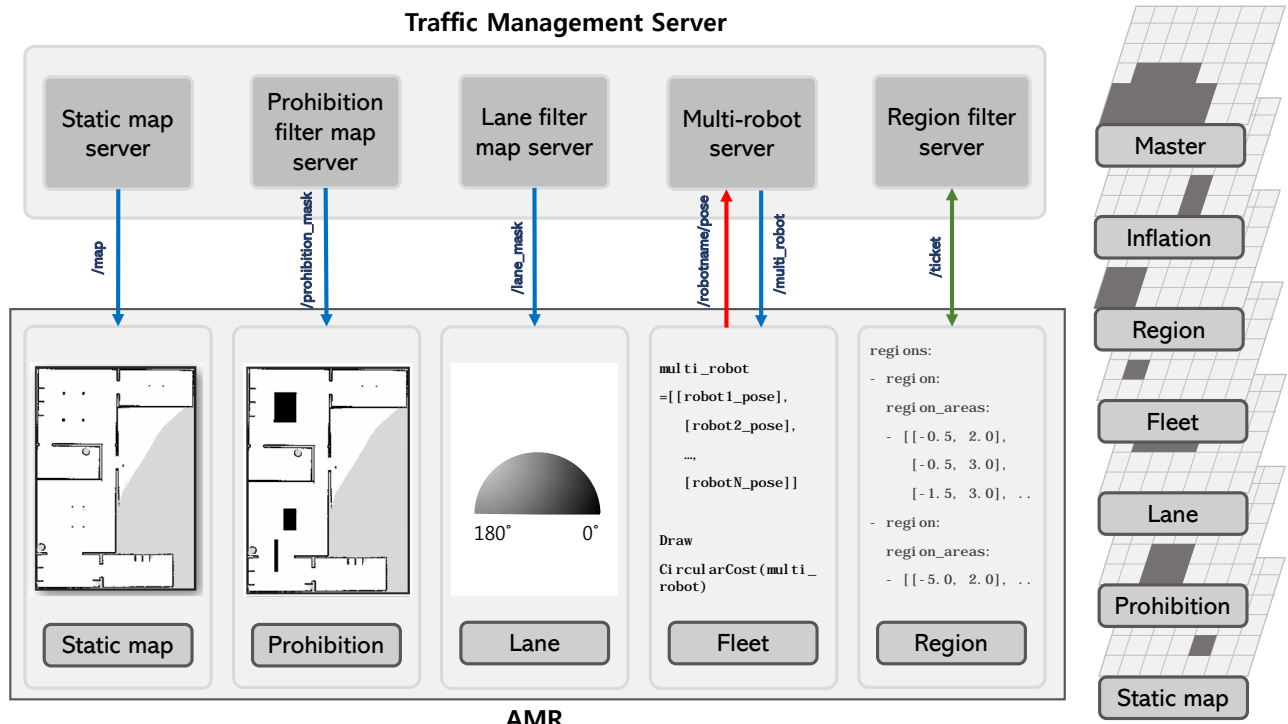 Traffic Management Server
Static map
server
Prohibition
filter map
server
Lane filter
map server
Multi-robot
server
Region filter
server
/map
/prohibition_mask
/lane_mask
/robotname/pose
/multi_robot
/ticket
multi_robot
=[[robot1_pose],
[robot2_pose],
…,
[robotN_pose]]
Draw
CircularCost(multi_
robot)
regions:
- region:
region_areas:
- [[-0.5, 2.0],
[-0.5, 3.0],
[-1.5, 3.0], ..
- region:
region_areas:
- [[-5.0, 2.0], ..
180˚
0˚
Static map
Prohibition
Lane
Fleet
Region
AMR
Master
Inflation
Region
Fleet
Lane
Prohibition
Static map